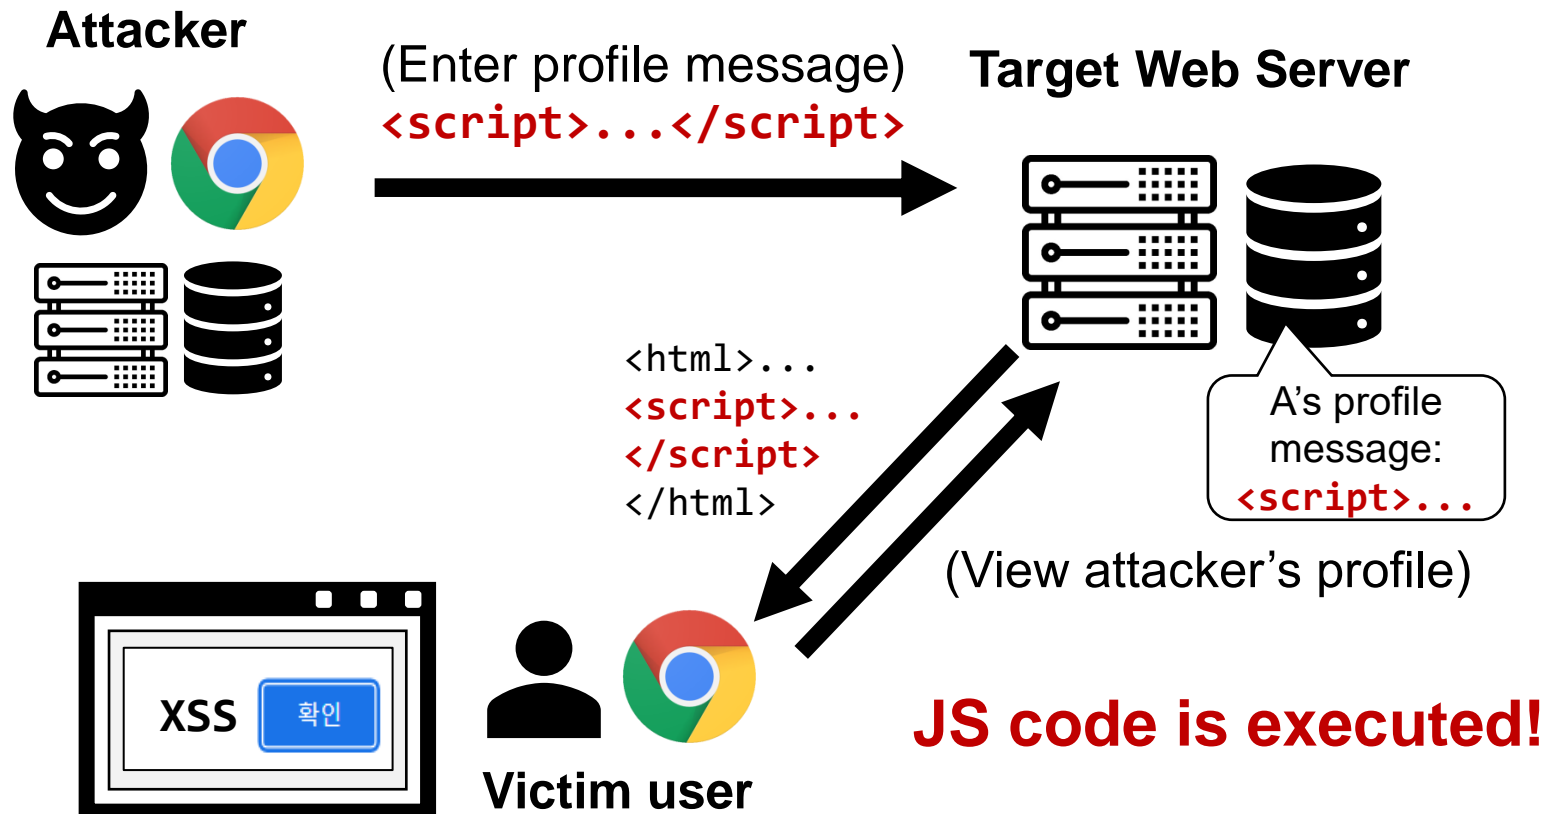 Attacker
(Enter profile message)
<script>...</script>
Target Web Server
<html>...
<script>...
</script>
</html>
A’s profile
message:
<script>...
(View attacker’s profile)
XSS 확인
JS code is executed!
Victim user